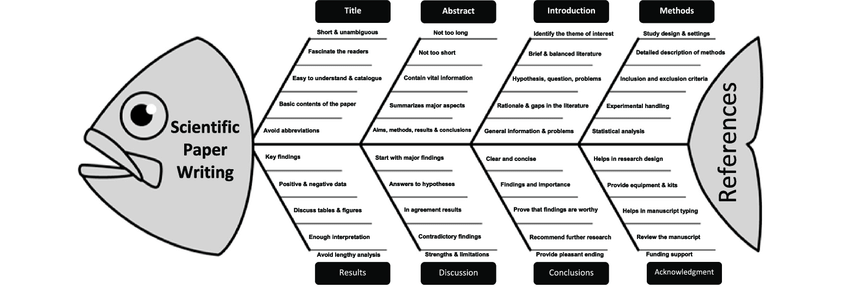 Title
Abstract
Introduction
Methods
Short & unambiguous
Not too long
Identify the theme of interest
Study design & settings
Fascinate the readers
Not too short
Brief & balanced literature
Detailed description of methods
Easy to understand & catalogue
Contain vital information
Hypothesis, question, problems
Inclusion and exclusion criteria
Basic contents of the paper
Summarizes major aspects
Rationale & gaps in the literature
Experimental handling
Avoid abbreviations
Aims, methods, results & conclusions
General information & problems
Statistical analysis
Scientific
Paper
Writing
References
Key findings
Start with major findings
Clear and concise
Helps in research design
Positive & negative data
Answers to hypotheses
Findings and importance
Provide equipment & kits
Discuss tables & figures
In agreement results
Prove that findings are worthy
Helps in manuscript typing
Enough interpretation
Contradictory findings
Recommend further research
Review the manuscript
Avoid lengthy analysis
Strengths & limitations
Provide pleasant ending
Funding support
Results
Discussion
Conclusions
Acknowledgment